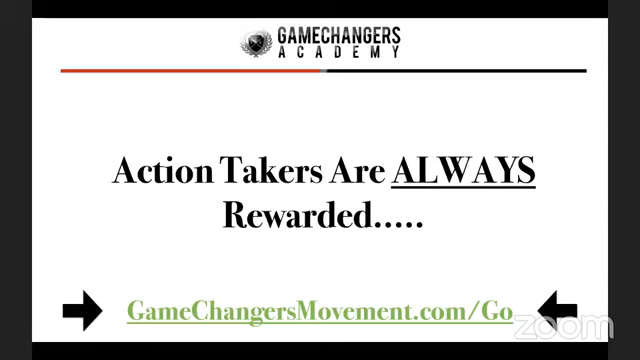 GAMECHANGERS
ACADEMY
Action Takers Are ALWAYS
Rewarded.....
GameChangersMovement.com/Go
zoom